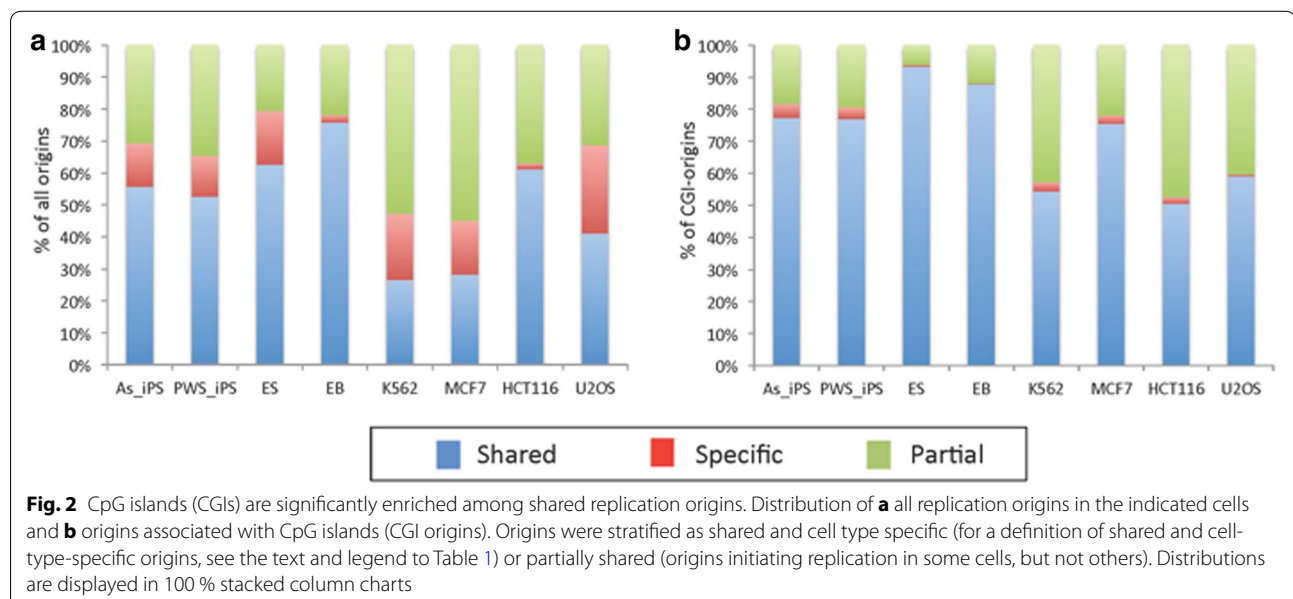 a
100%
90%
80%
70%
60%
50%
40%
30%
20%
10%
0%
% of all origins
As_iPS PWS_iPS ES EB K562 MCF7 HCT116 U2OS
b
100%
90%
80%
70%
60%
50%
40%
30%
20%
10%
0%
% of CGI-origins
As_iPS PWS_iPS ES EB K562 MCF7 HCT116 U2OS
Shared Specific Partial
Fig. 2 CpG islands (CGIs) are significantly enriched among shared replication origins. Distribution of a all replication origins in the indicated cells
and b origins associated with CpG islands (CGI origins). Origins were stratified as shared and cell type specific (for a definition of shared and cell-
type-specific origins, see the text and legend to Table 1) or partially shared (origins initiating replication in some cells, but not others). Distributions
are displayed in 100 % stacked column charts